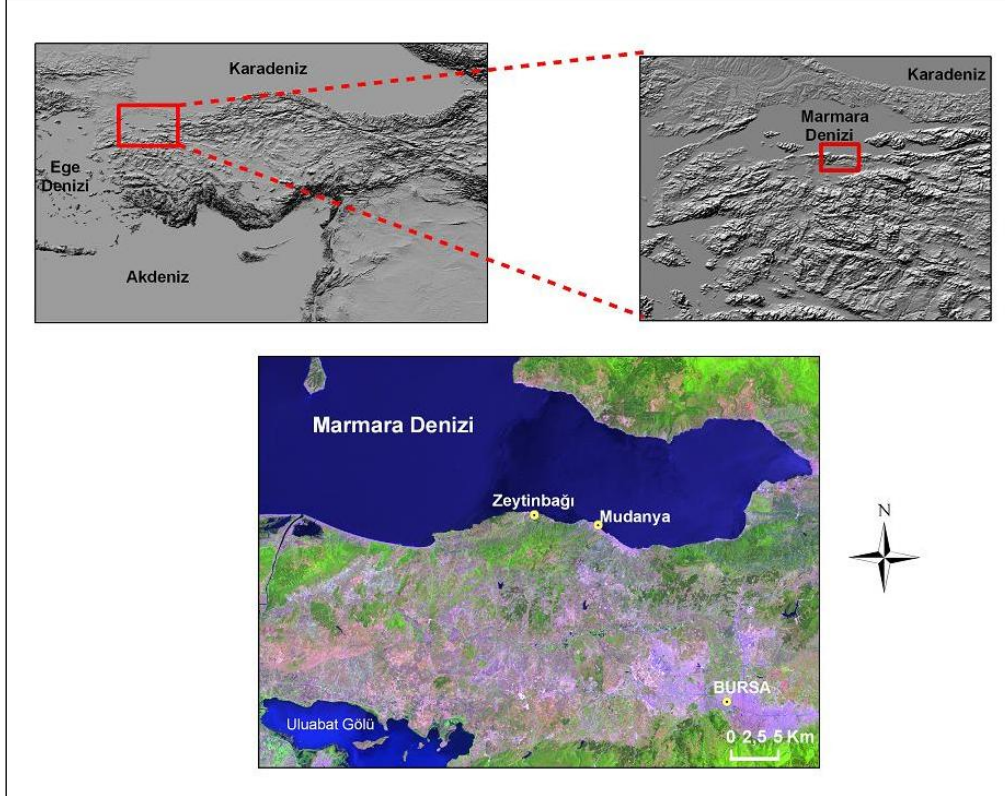 Karadeniz
Ege
Denizi
Akdeniz
Karadeniz
Marmara
Denizi
Marmara Denizi
Zeytinbağı
Mudanya
N
BURSA
Uluabat Gölü
0 2,5 5 Km